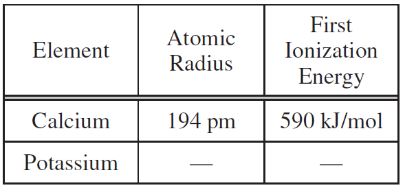 Element
Atomic
Radius
First
Ionization
Energy
Calcium 194 pm 590 kJ/mol
Potassium — —